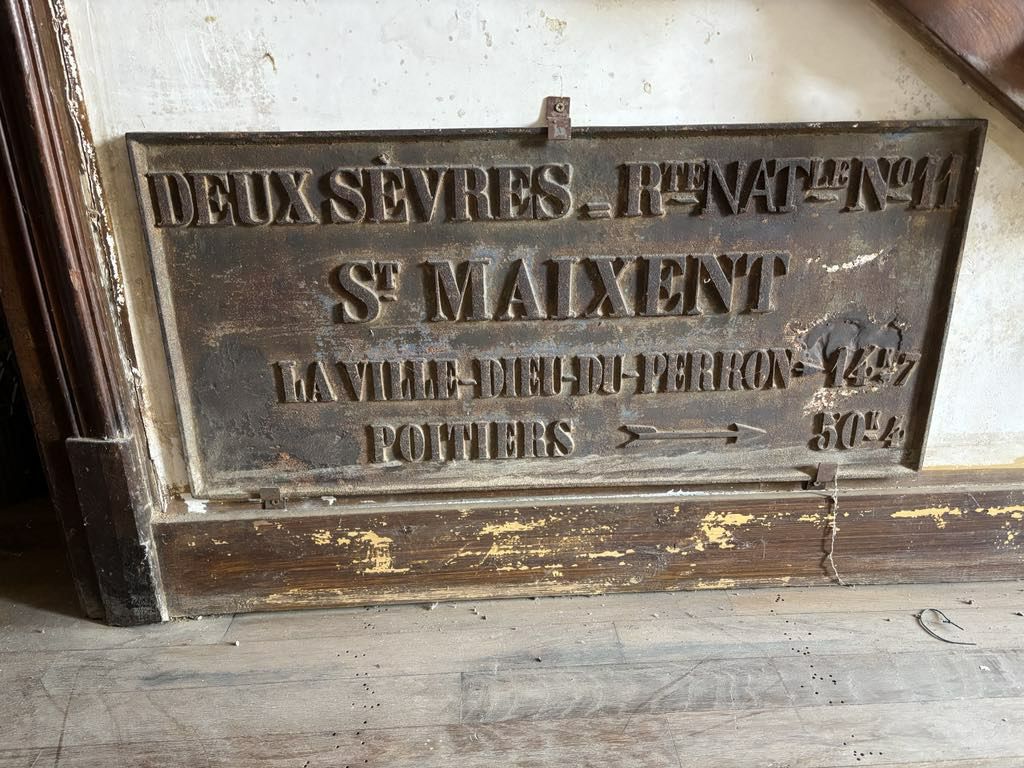 DEUX SÈVRES = RTE NATLE NO 11
ST MAIXENT
LA VILLE-DIEU-DU-PERRON 14K7
POITIERS 50K4